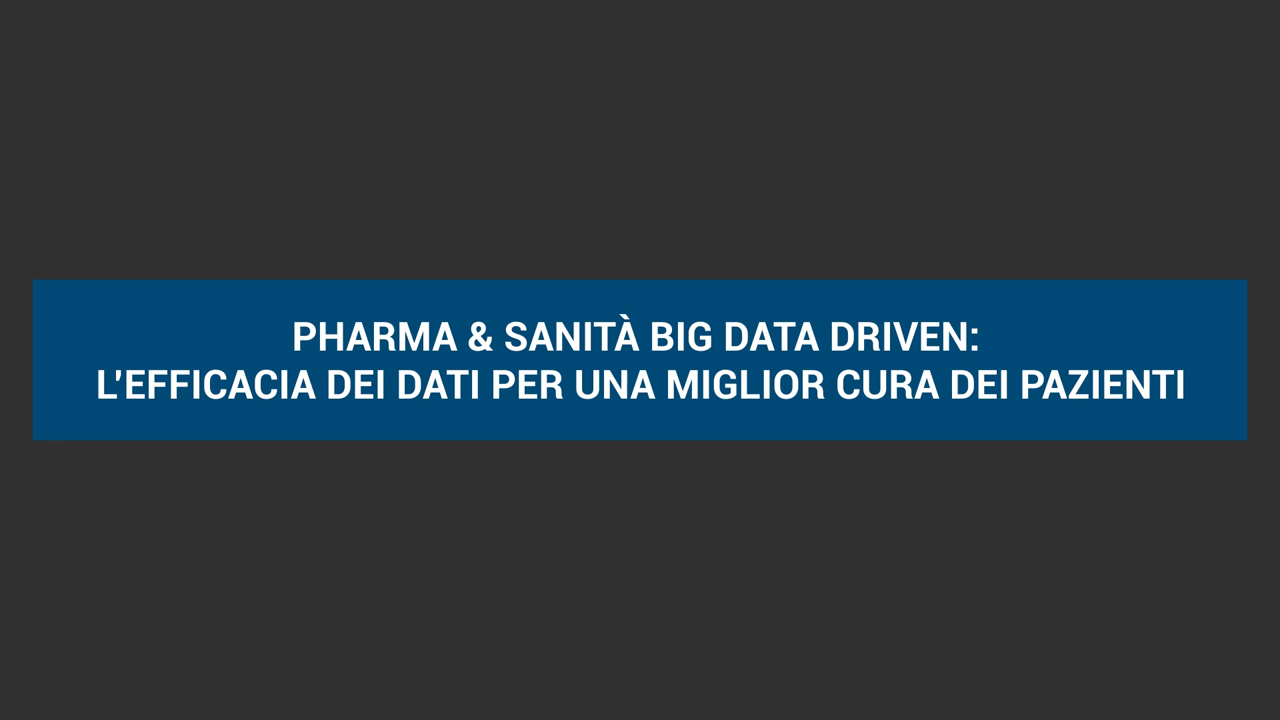 PHARMA & SANITÀ BIG DATA DRIVEN:
L'EFFICACIA DEI DATI PER UNA MIGLIOR CURA DEI PAZIENTI